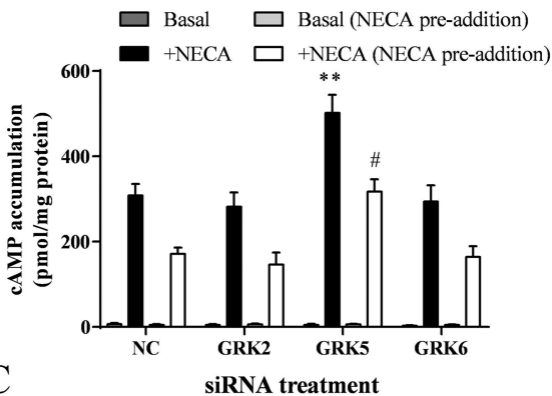 Basal Basal (NECA pre-addition)
+NECA +NECA (NECA pre-addition)
cAMP accumulation
(pmol/mg protein)
600
400
200
0
**
#
NC GRK2 GRK5 GRK6
siRNA treatment
C